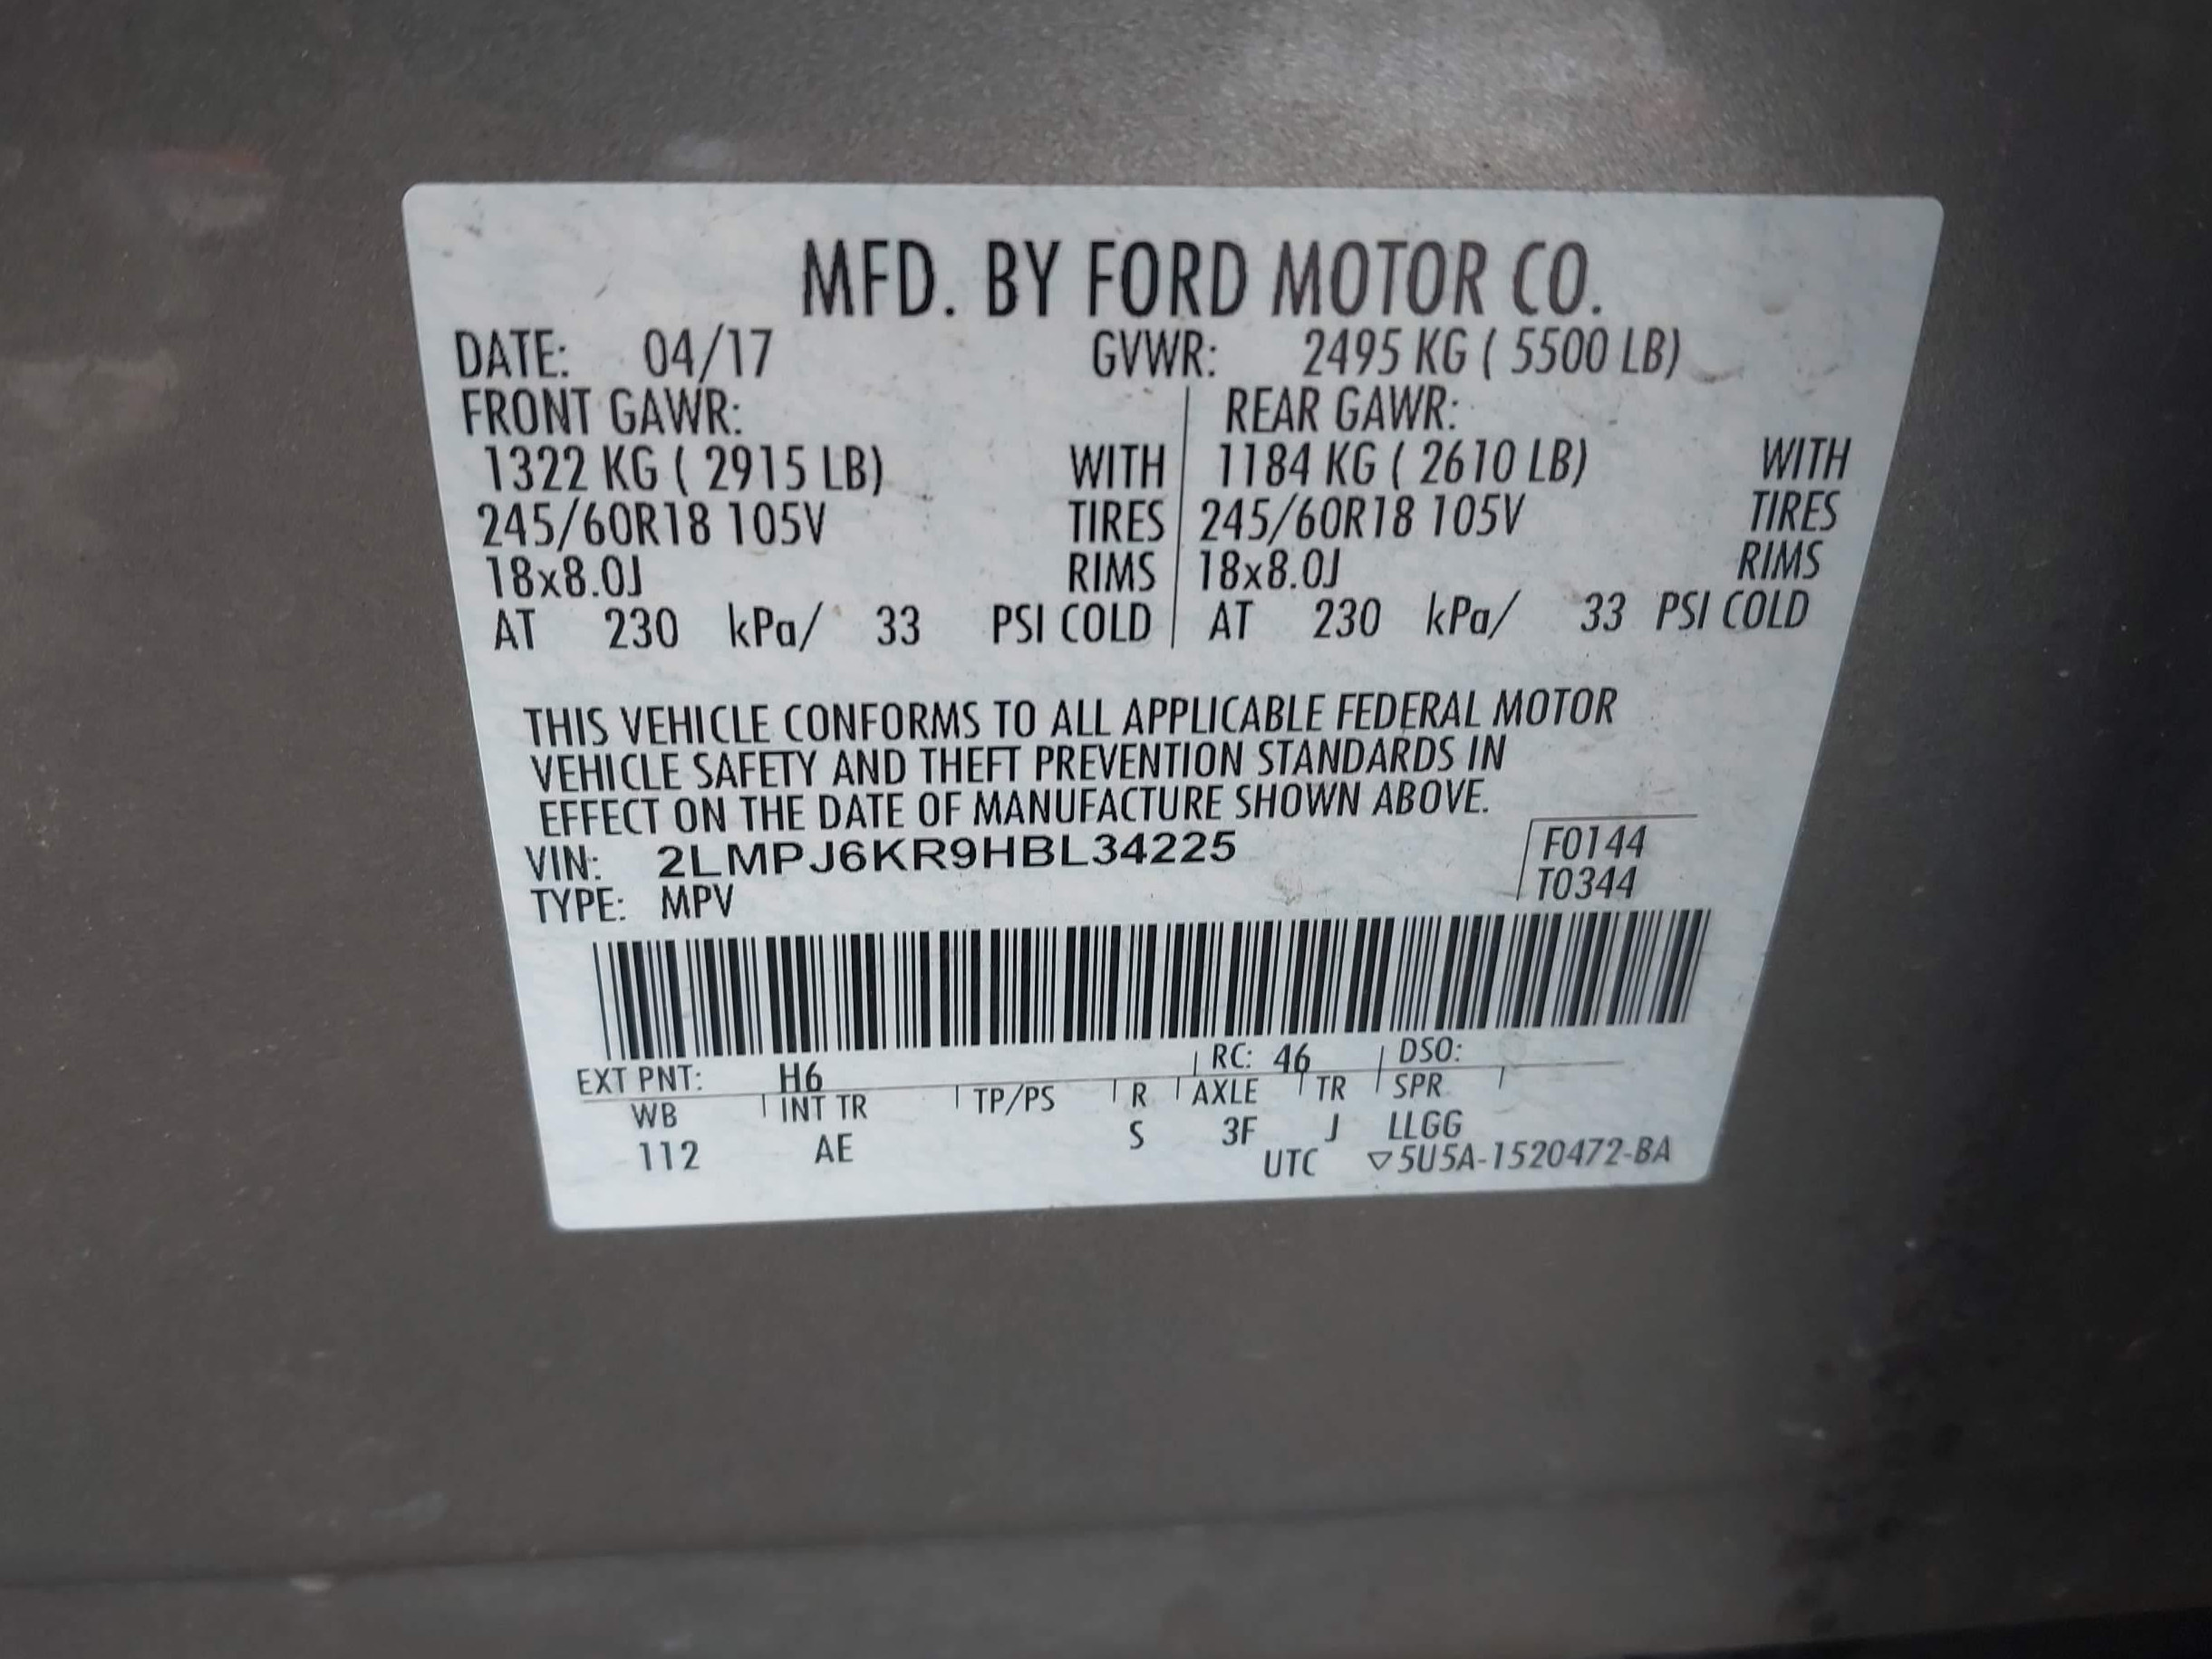 MFD. BY FORD MOTOR CO.
DATE: 04/17 GVWR: 2495 KG ( 5500 LB)
FRONT GAWR: REAR GAWR:
1322 KG ( 2915 LB) WITH 1184 KG ( 2610 LB) WITH
245/60R18 105V TIRES 245/60R18 105V TIRES
18x8.0J RIMS 18x8.0J RIMS
AT 230 kPa/ 33 PSI COLD AT 230 kPa/ 33 PSI COLD
THIS VEHICLE CONFORMS TO ALL APPLICABLE FEDERAL MOTOR
VEHICLE SAFETY AND THEFT PREVENTION STANDARDS IN
EFFECT ON THE DATE OF MANUFACTURE SHOWN ABOVE.
VIN: 2LMPJ6KR9HBL34225 F0144
TYPE: MPV T0344
EXT PNT: H6 RC: 46 DSO:
WB INT TR TP/PS R AXLE TR SPR
112 AE S 3F J LLGG
UTC ▽5U5A-1520472-BA